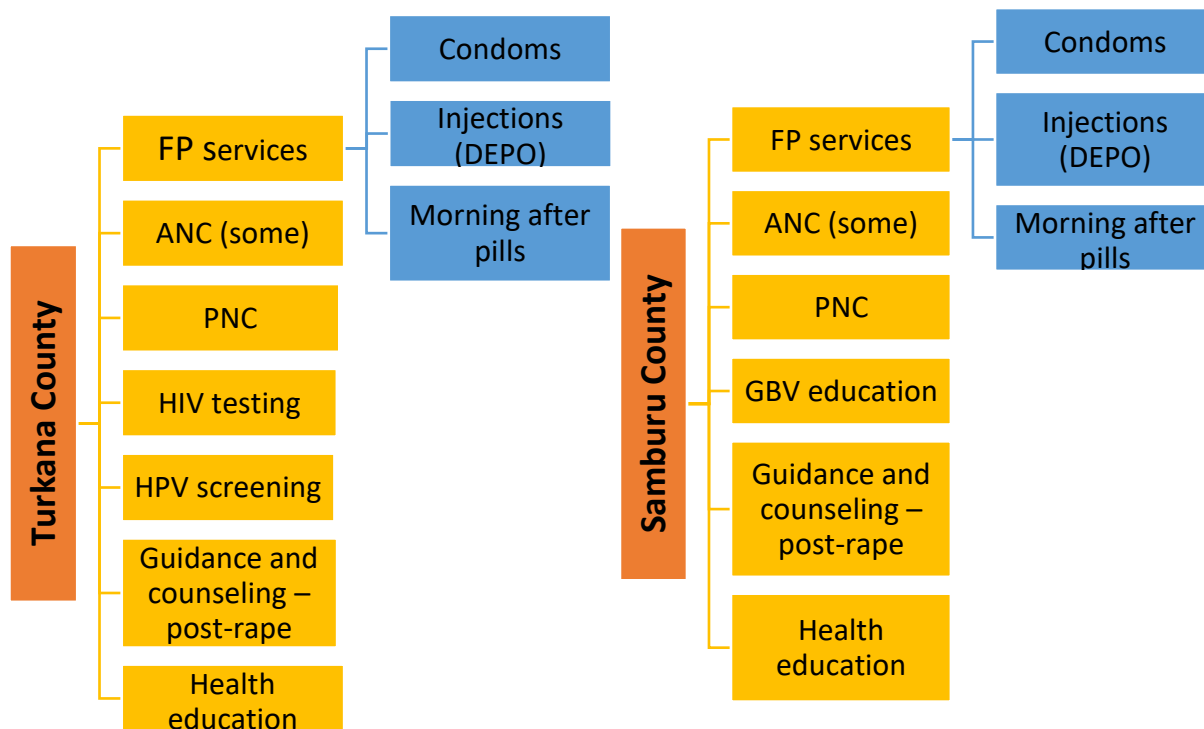 Turkana County
FP services
Condoms
Injections
(DEPO)
Morning after
pills
ANC (some)
PNC
HIV testing
HPV screening
Guidance and
counseling –
post-rape
Health
education
Samburu County
FP services
Condoms
Injections
(DEPO)
Morning after
pills
ANC (some)
PNC
GBV education
Guidance and
counseling –
post-rape
Health
education